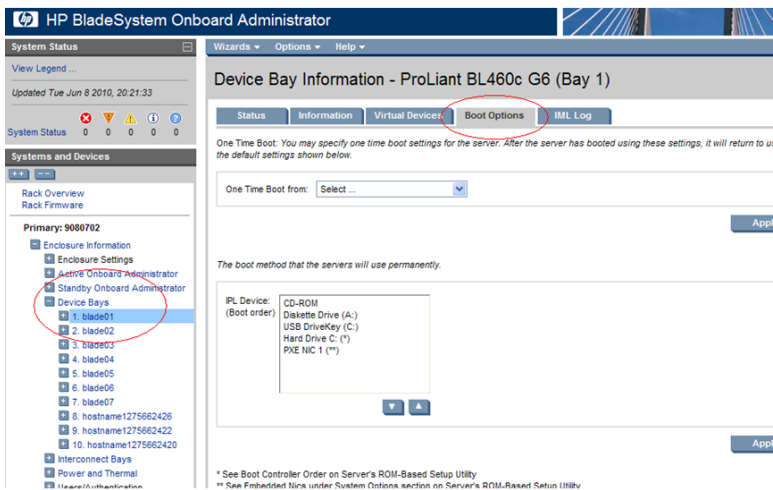 hp HP BladeSystem Onboard Administrator
System Status
View Legend ...
Updated Tue Jun 8 2010, 20:21:33
System Status 0 0 0 0 0
Systems and Devices
Rack Overview
Rack Firmware
Primary: 9080702
Enclosure Information
Enclosure Settings
Active Onboard Administrator
Standby Onboard Administrator
Device Bays
1. blade01
2. blade02
3. blade03
4. blade04
5. blade05
6. blade06
7. blade07
8. hostname1275662426
9. hostname1275662422
10. hostname1275662420
Interconnect Bays
Power and Thermal
Users/Authentication
Wizards Options Help
Device Bay Information - ProLiant BL460c G6 (Bay 1)
Status Information Virtual Devices Boot Options IML Log
One Time Boot: You may specify one time boot settings for the server. After the server has booted using these settings, it will return to us
the default settings shown below.
One Time Boot from: Select ...
Appl
The boot method that the servers will use permanently.
IPL Device:
(Boot order)
CD-ROM
Diskette Drive (A:)
USB DriveKey (C:)
Hard Drive C: (*)
PXE NIC 1 (**)
Appl
* See Boot Controller Order on Server's ROM-Based Setup Utility
** See Embedded Nics under System Options section on Server's ROM-Based Setup Utility